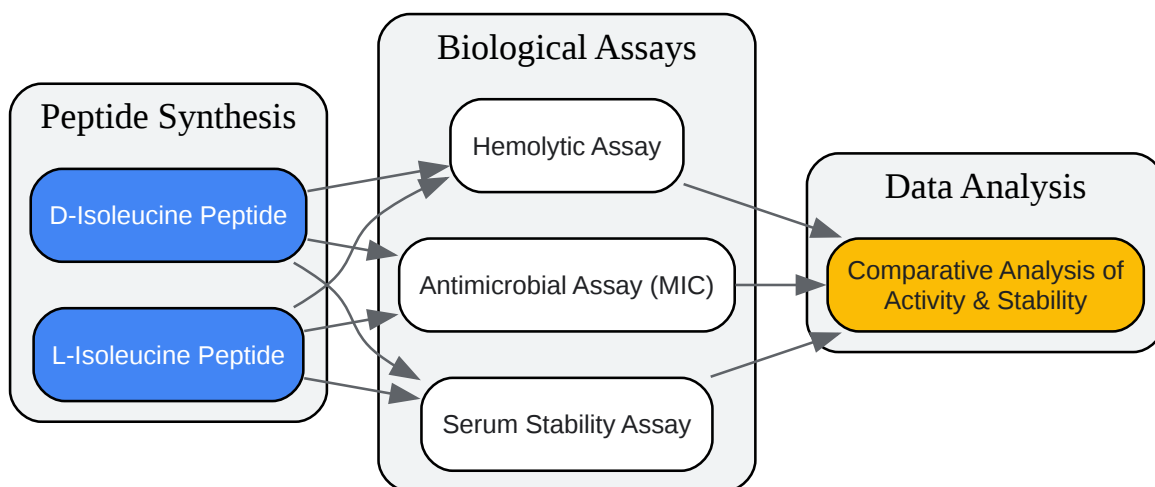 Peptide Synthesis
D-Isoleucine Peptide
L-Isoleucine Peptide
Biological Assays
Hemolytic Assay
Antimicrobial Assay (MIC)
Serum Stability Assay
Data Analysis
Comparative Analysis of
Activity & Stability